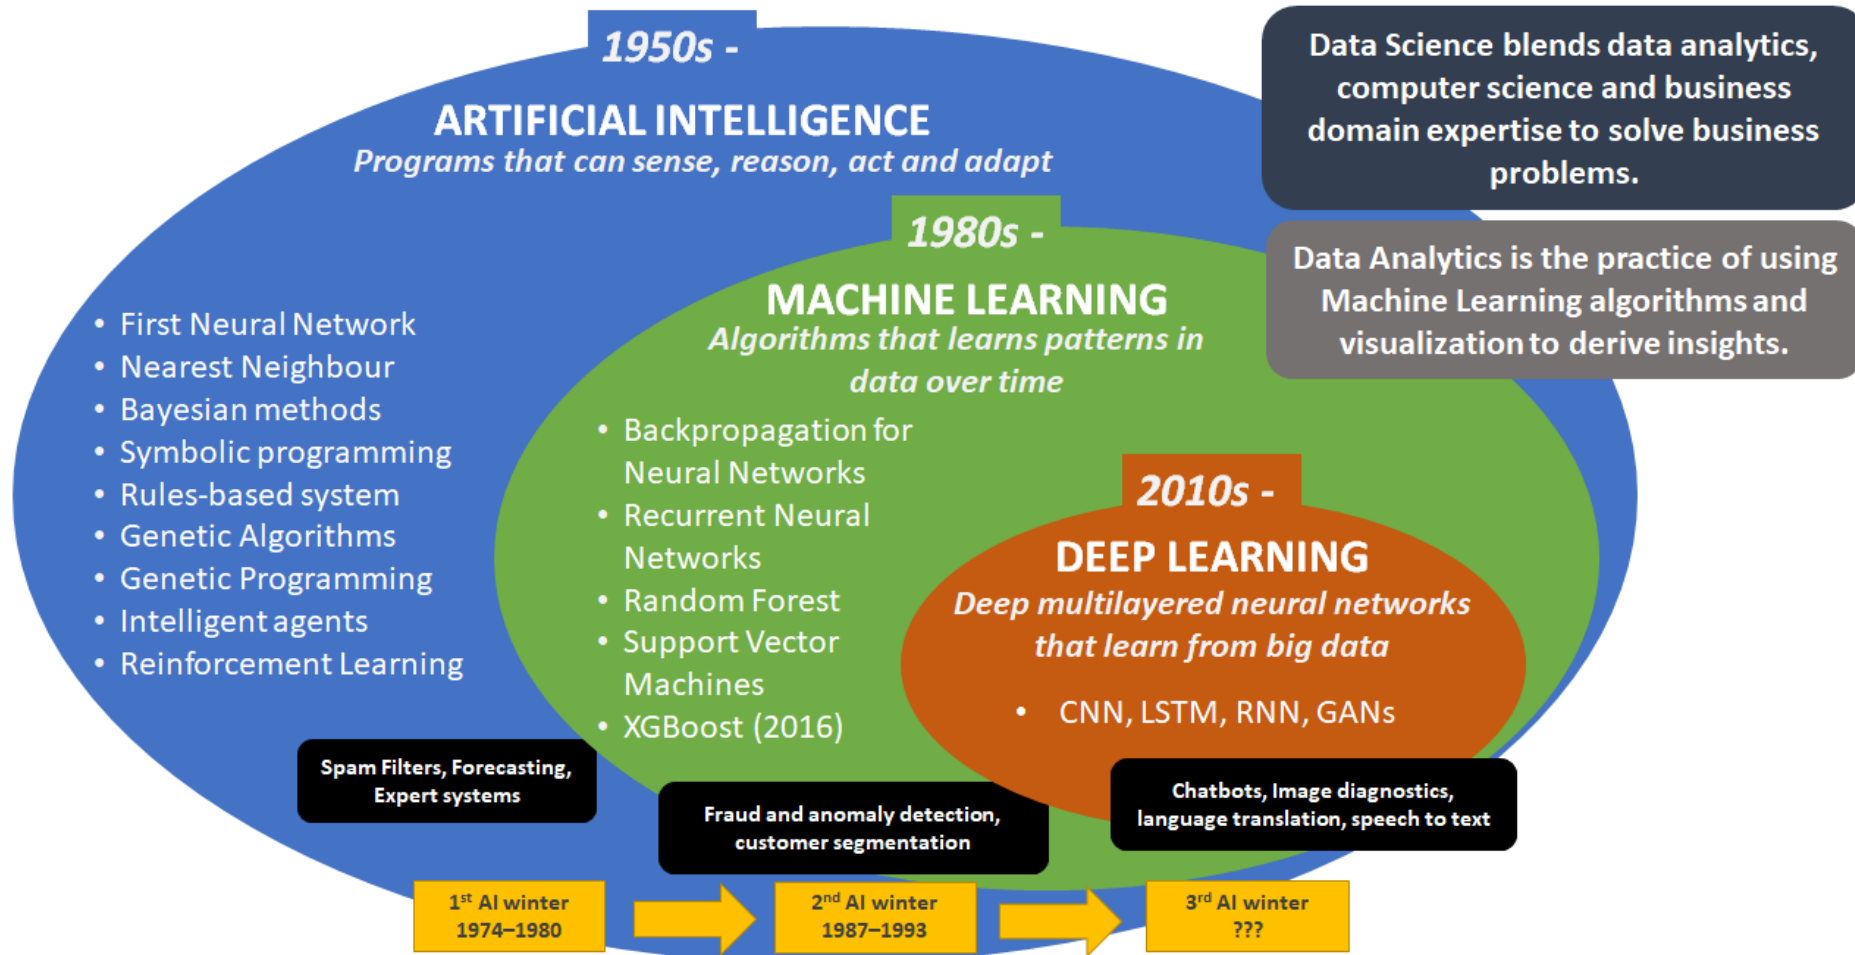 1950s -
ARTIFICIAL INTELLIGENCE
Programs that can sense, reason, act and adapt
• First Neural Network
• Nearest Neighbour
• Bayesian methods
• Symbolic programming
• Rules-based system
• Genetic Algorithms
• Genetic Programming
• Intelligent agents
• Reinforcement Learning
Spam Filters, Forecasting,
Expert systems
1980s -
MACHINE LEARNING
Algorithms that learns patterns in
data over time
• Backpropagation for
Neural Networks
• Recurrent Neural
Networks
• Random Forest
• Support Vector
Machines
• XGBoost (2016)
Fraud and anomaly detection,
customer segmentation
2010s -
DEEP LEARNING
Deep multilayered neural networks
that learn from big data
• CNN, LSTM, RNN, GANs
Chatbots, Image diagnostics,
language translation, speech to text
Data Science blends data analytics,
computer science and business
domain expertise to solve business
problems.
Data Analytics is the practice of using
Machine Learning algorithms and
visualization to derive insights.
1st AI winter
1974–1980
2nd AI winter
1987–1993
3rd AI winter
???